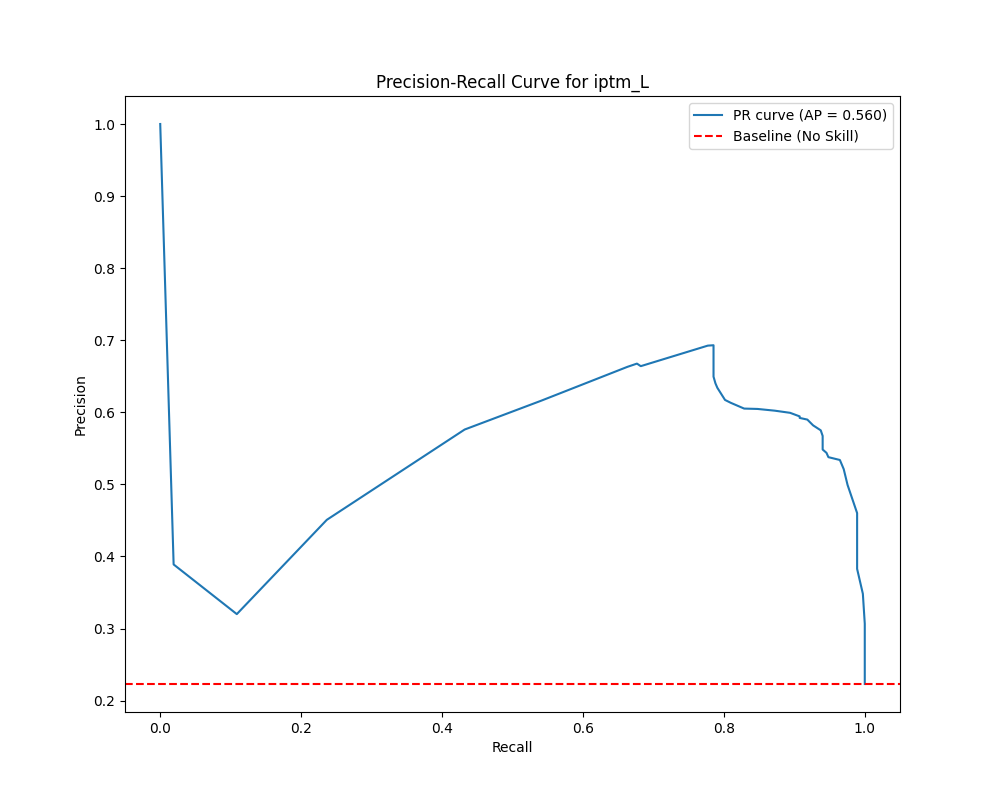 Precision-Recall Curve for iptm_L
PR curve (AP = 0.560)
Baseline (No Skill)
1.0
0.9
0.8
0.7
0.6
0.5
0.4
0.3
0.2
Precision
0.0 0.2 0.4 0.6 0.8 1.0
Recall